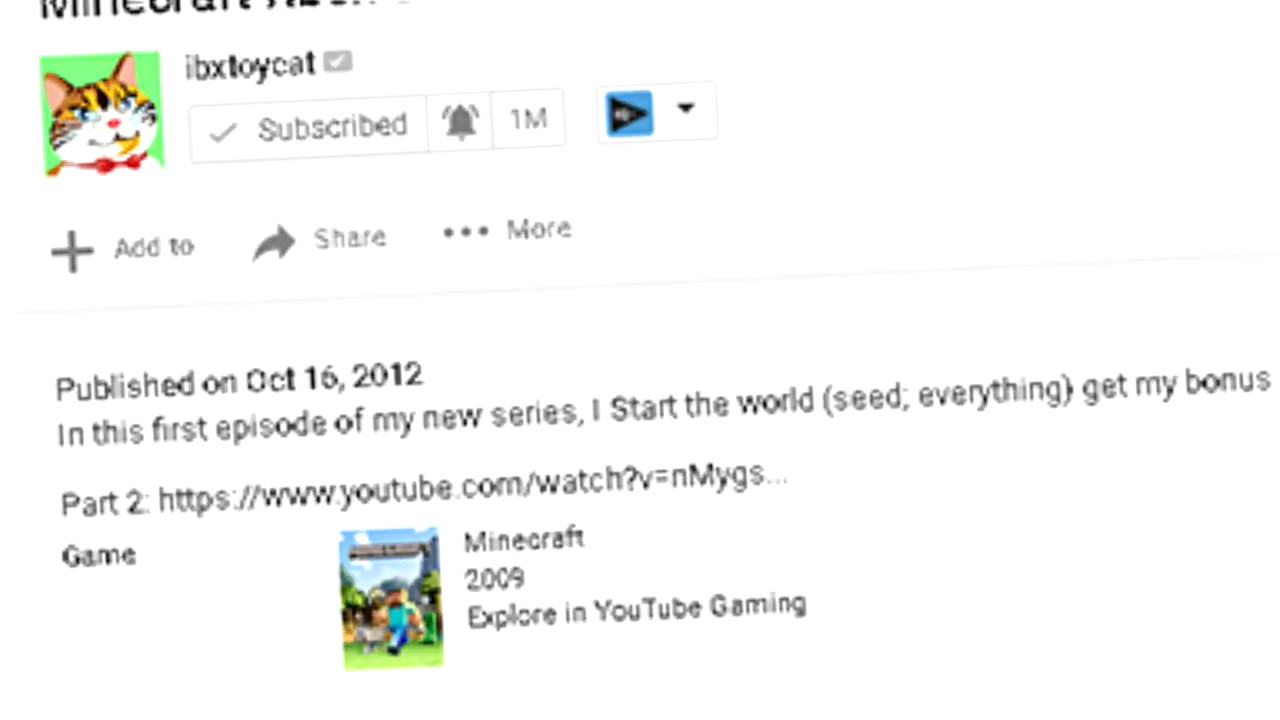 Minecraft
ibxtoycat
Subscribed 1M
Add to Share More
Published on Oct 16, 2012
In this first episode of my new series, I Start the world (seed; everything) get my bonus
Part 2: https://www.youtube.com/watch?v=nMygs...
Game
Minecraft
2009
Explore in YouTube Gaming